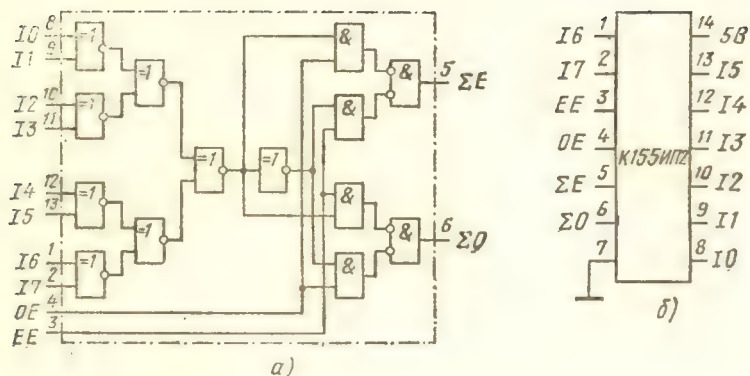 I0 8
I1 9
I2 10
I3 11
I4 12
I5 13
I6 1
I7 2
OE 4
EE 3
=1
=1
=1
=1
=1
=1
=1
=1
&
&
&
&
&
&
5 ΣE
6 ΣO
а)
I6 1
I7 2
EE 3
OE 4
ΣE 5
ΣO 6
7
К155ИП2
14 5В
13 I5
12 I4
11 I3
10 I2
9 I1
8 I0
б)